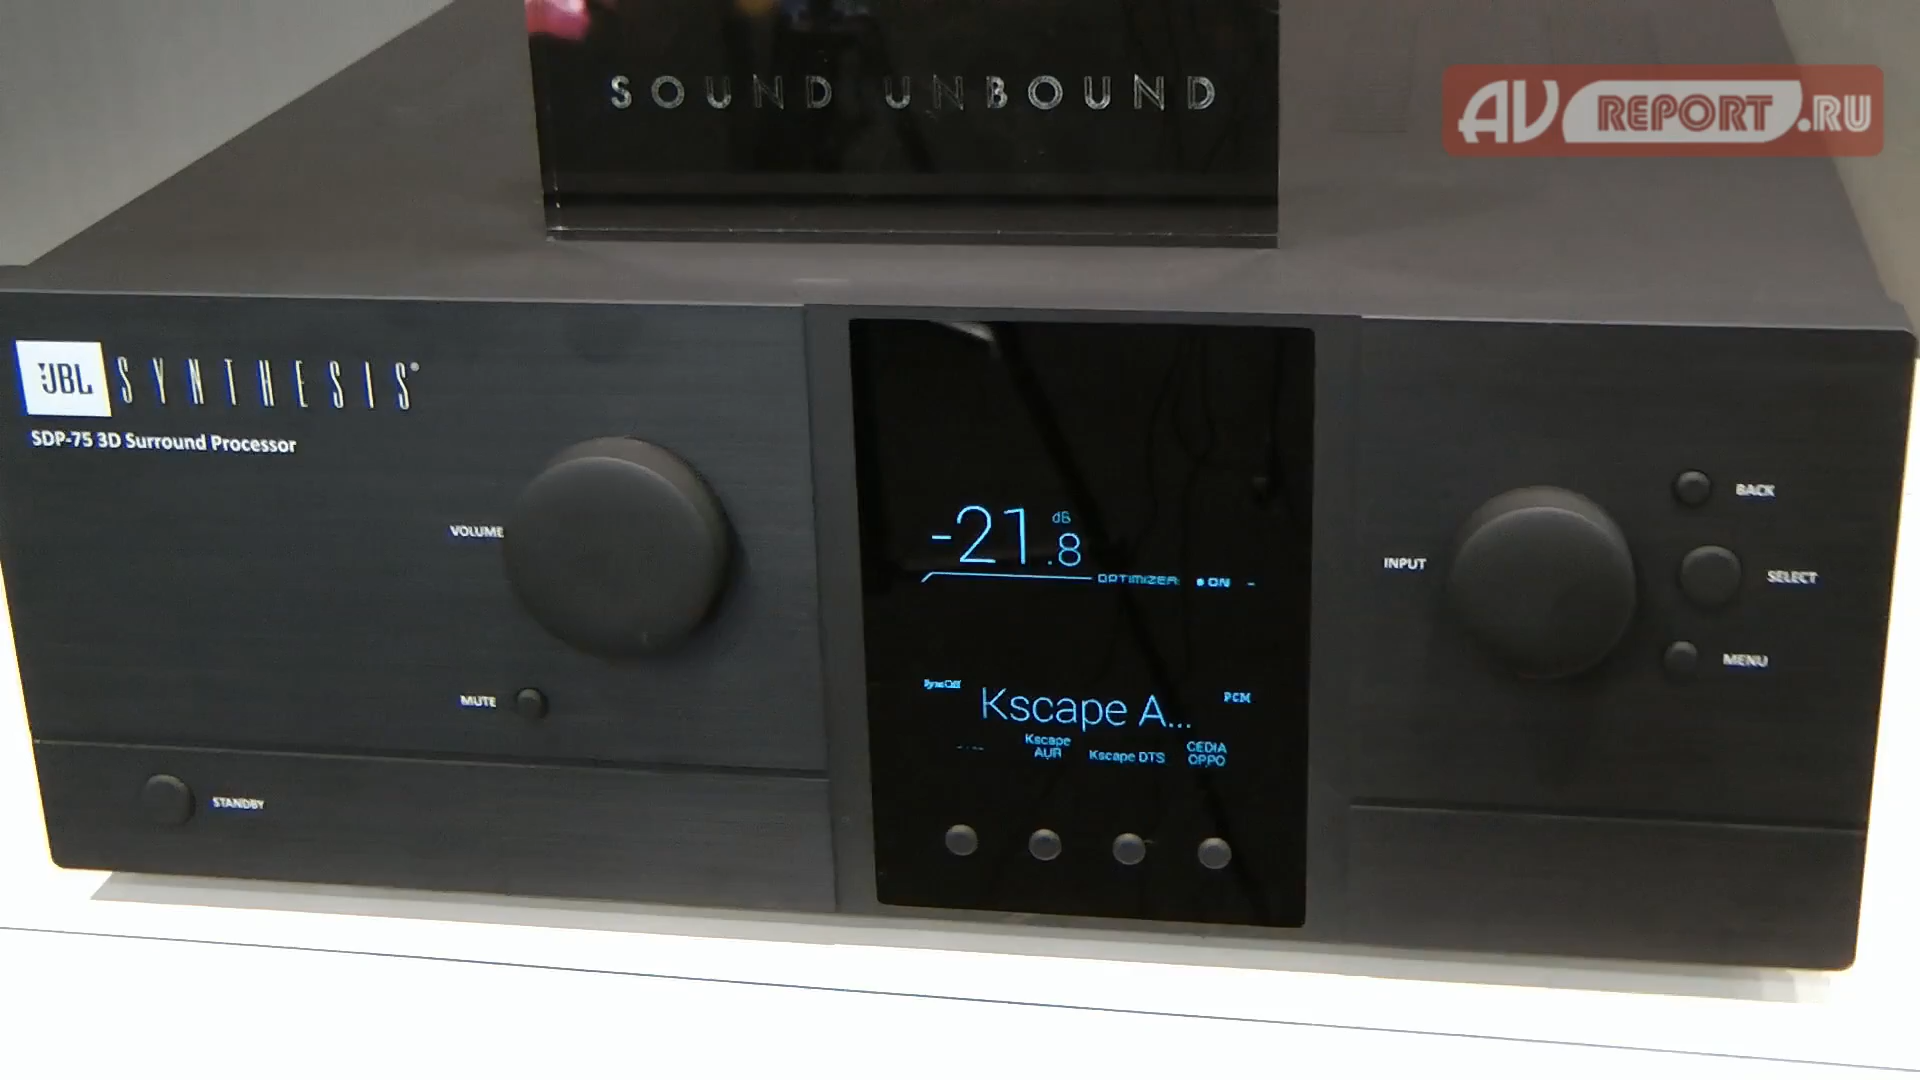 SOUND UNBOUND
AV REPORT.RU
JBL SYNTHESIS®
SDP-75 3D Surround Processor
VOLUME
MUTE
STANDBY
-21.8 dB
OPTIMIZER: ON -
Kscape A...
PCM
Kscape AUR
Kscape DTS
CEDIA OPPO
INPUT
BACK
SELECT
MENU